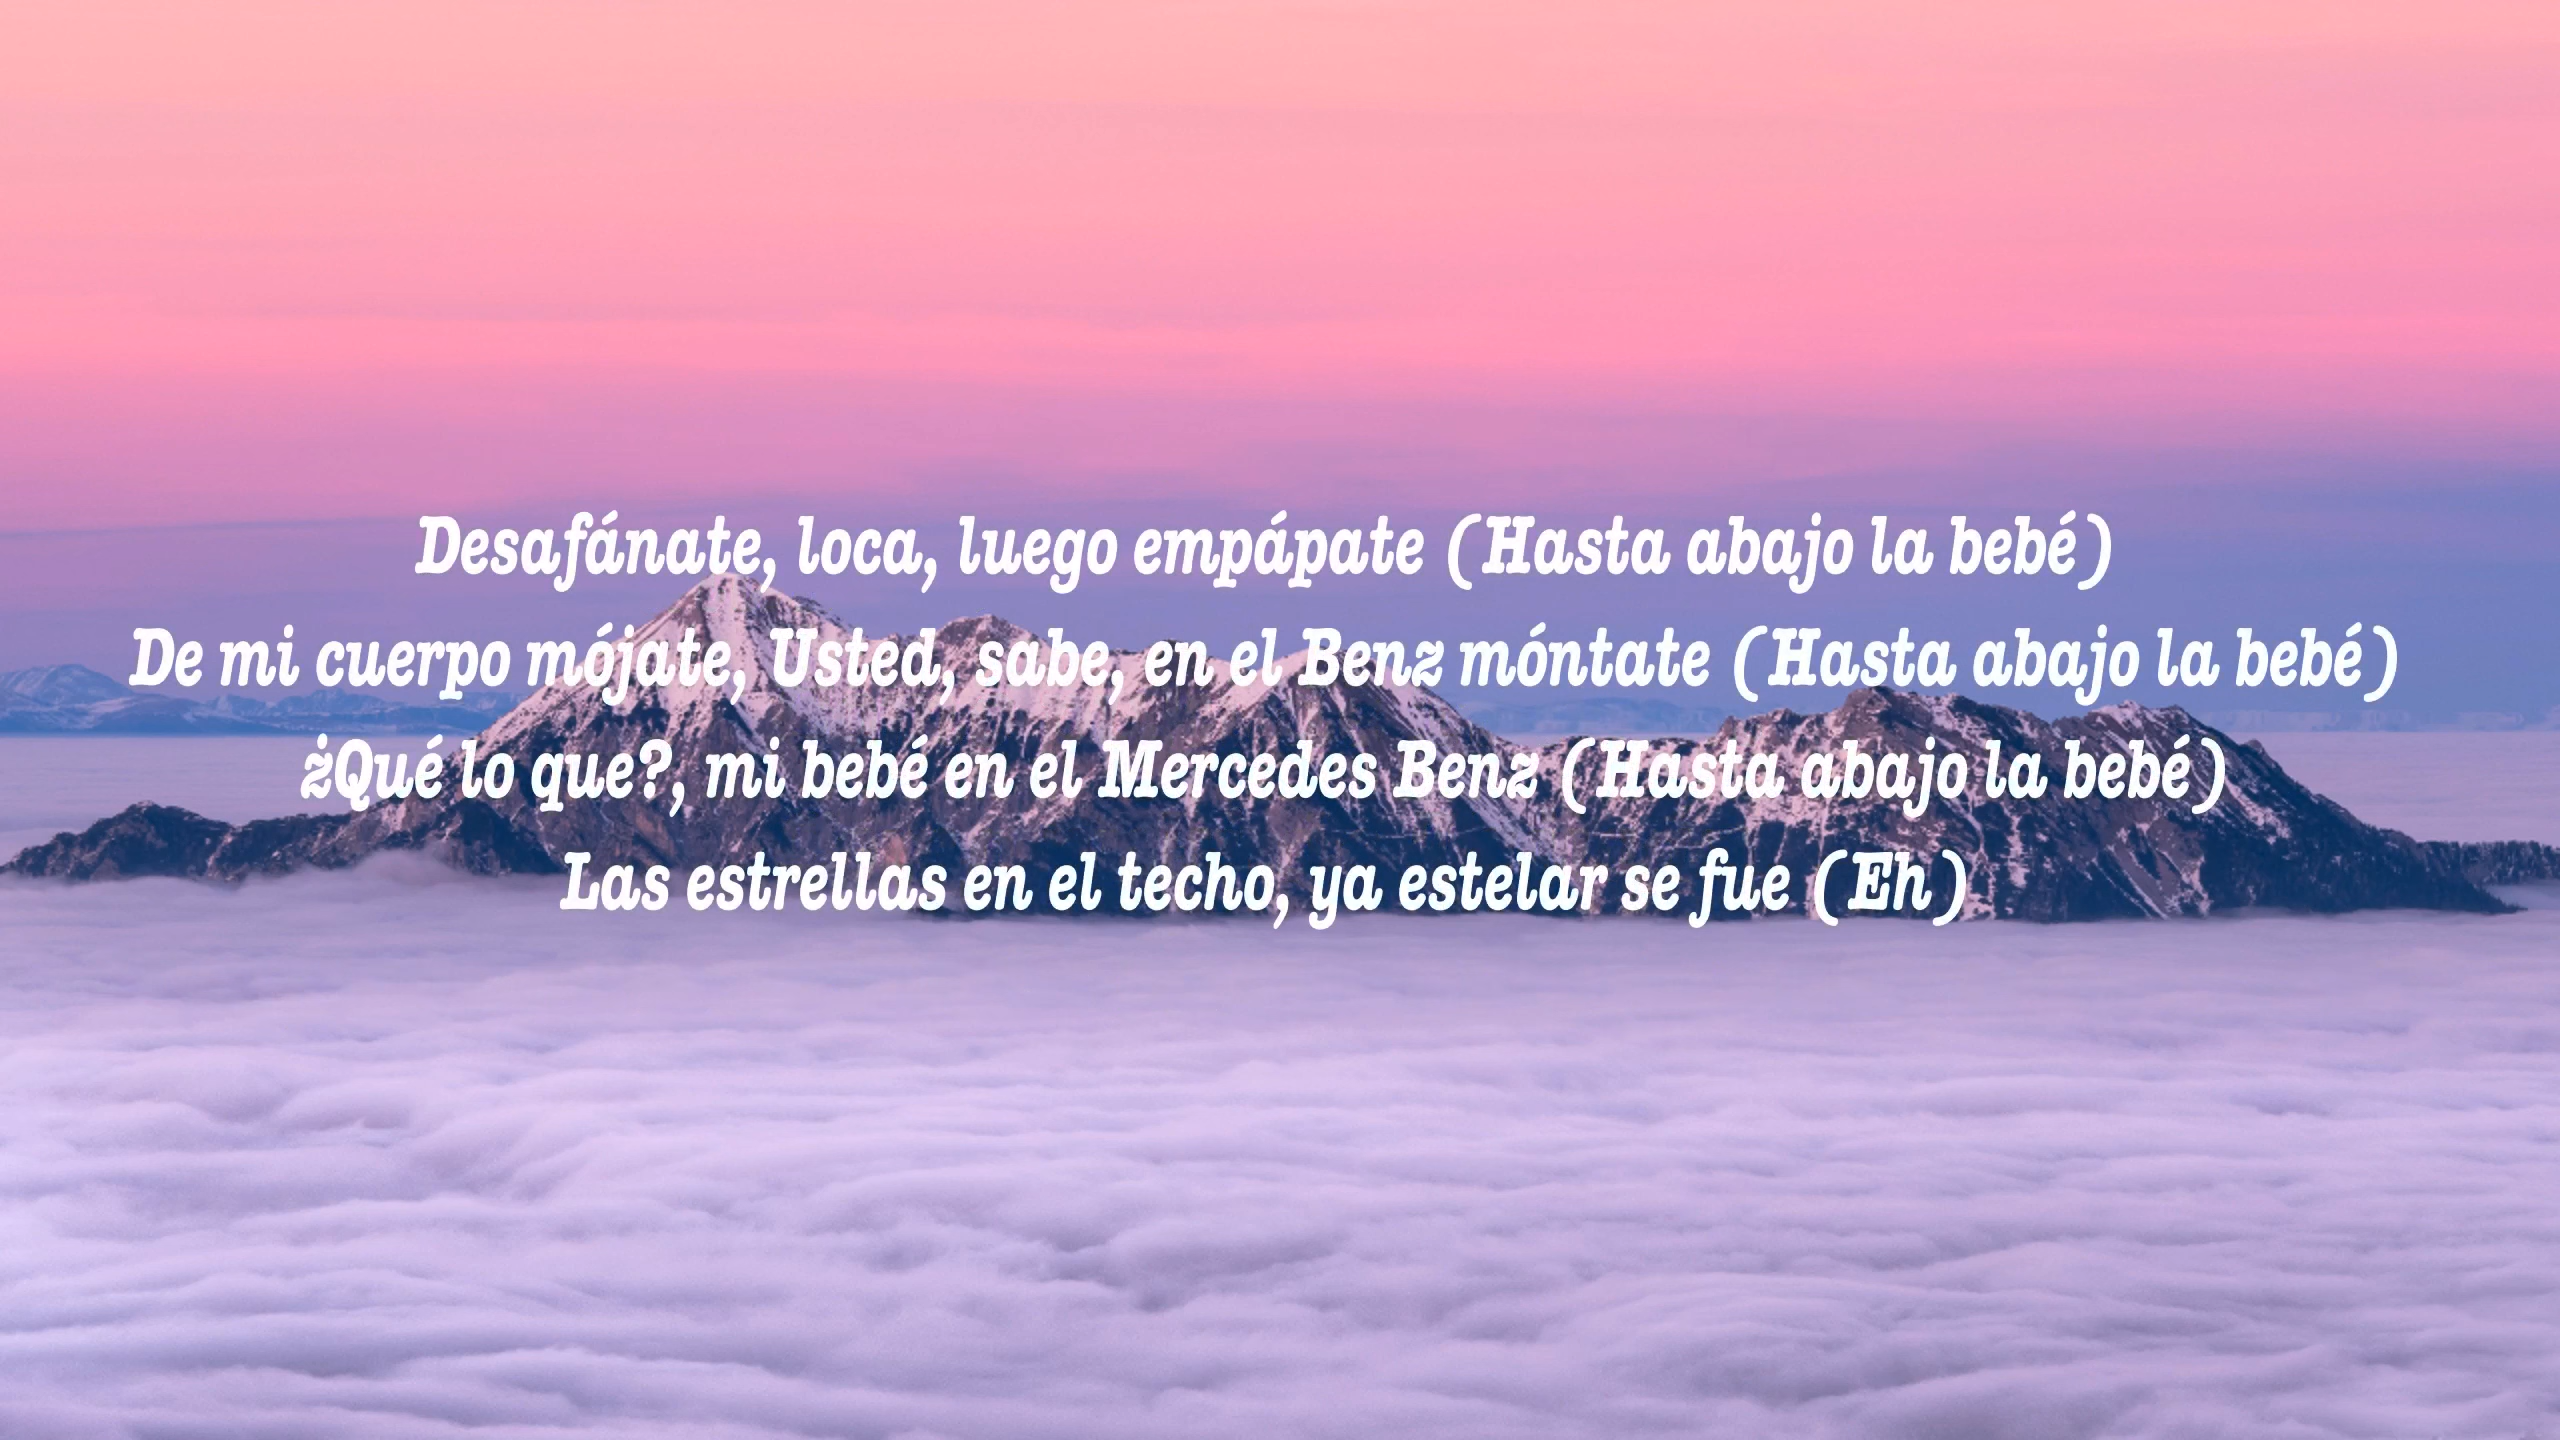 Desafánate, loca, luego empápate (Hasta abajo la bebé)
De mi cuerpo mójate, Usted, sabe, en el Benz móntate (Hasta abajo la bebé)
¿Qué lo que?, mi bebé en el Mercedes Benz (Hasta abajo la bebé)
Las estrellas en el techo, ya estelar se fue (Eh)